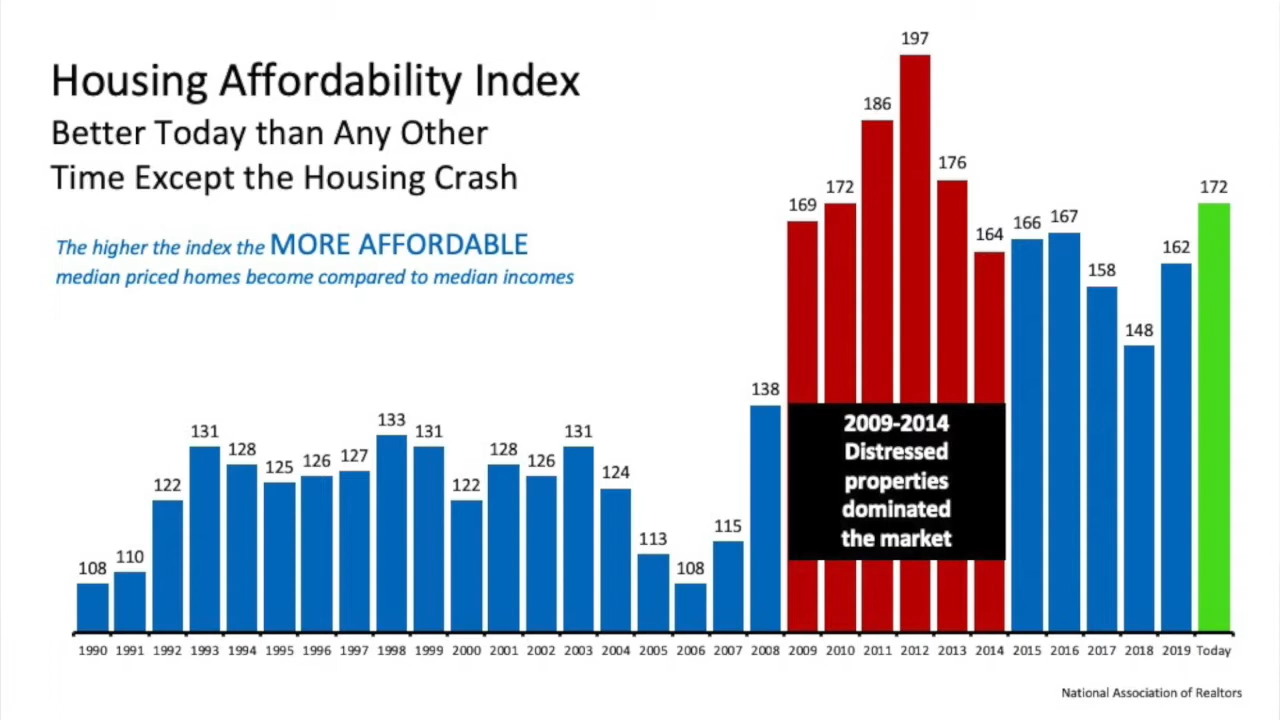 Housing Affordability Index
Better Today than Any Other
Time Except the Housing Crash
The higher the index the MORE AFFORDABLE
median priced homes become compared to median incomes
108 110 122 131 128 125 126 127 133 131 122 128 126 131 124 113 108 115 138 169 172 186 197 176 164 166 167 158 148 162 172
2009-2014
Distressed
properties
dominated
the market
1990 1991 1992 1993 1994 1995 1996 1997 1998 1999 2000 2001 2002 2003 2004 2005 2006 2007 2008 2009 2010 2011 2012 2013 2014 2015 2016 2017 2018 2019 Today
National Association of Realtors